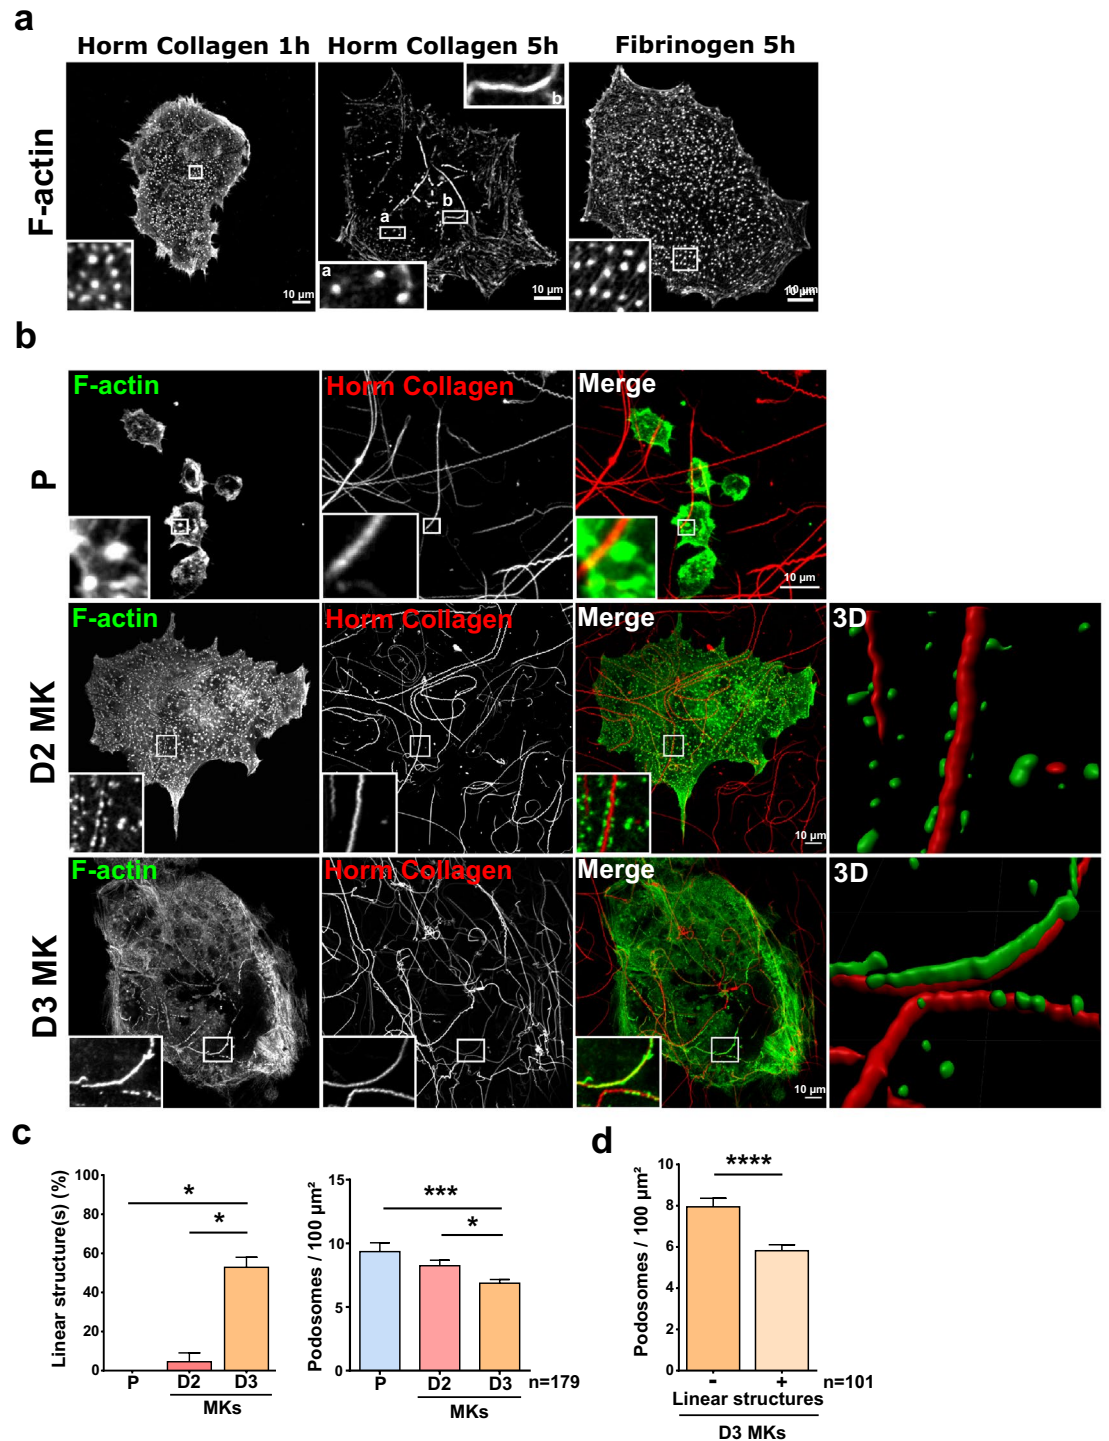 a
Horm Collagen 1h
Horm Collagen 5h
Fibrinogen 5h
F-actin
b
a
b
a
10 µm
10 µm
10 µm
b
F-actin
Horm Collagen
Merge
P
10 µm
F-actin
Horm Collagen
Merge
3D
D2 MK
10 µm
F-actin
Horm Collagen
Merge
3D
D3 MK
10 µm
c
Linear structure(s) (%)
100
80
60
40
20
0
*
*
P
D2
D3
MKs
Podosomes / 100 µm²
15
10
5
0
***
*
P
D2
D3
n=179
MKs
d
Podosomes / 100 µm²
10
8
6
4
2
0
****
-
+
n=101
Linear structures
D3 MKs